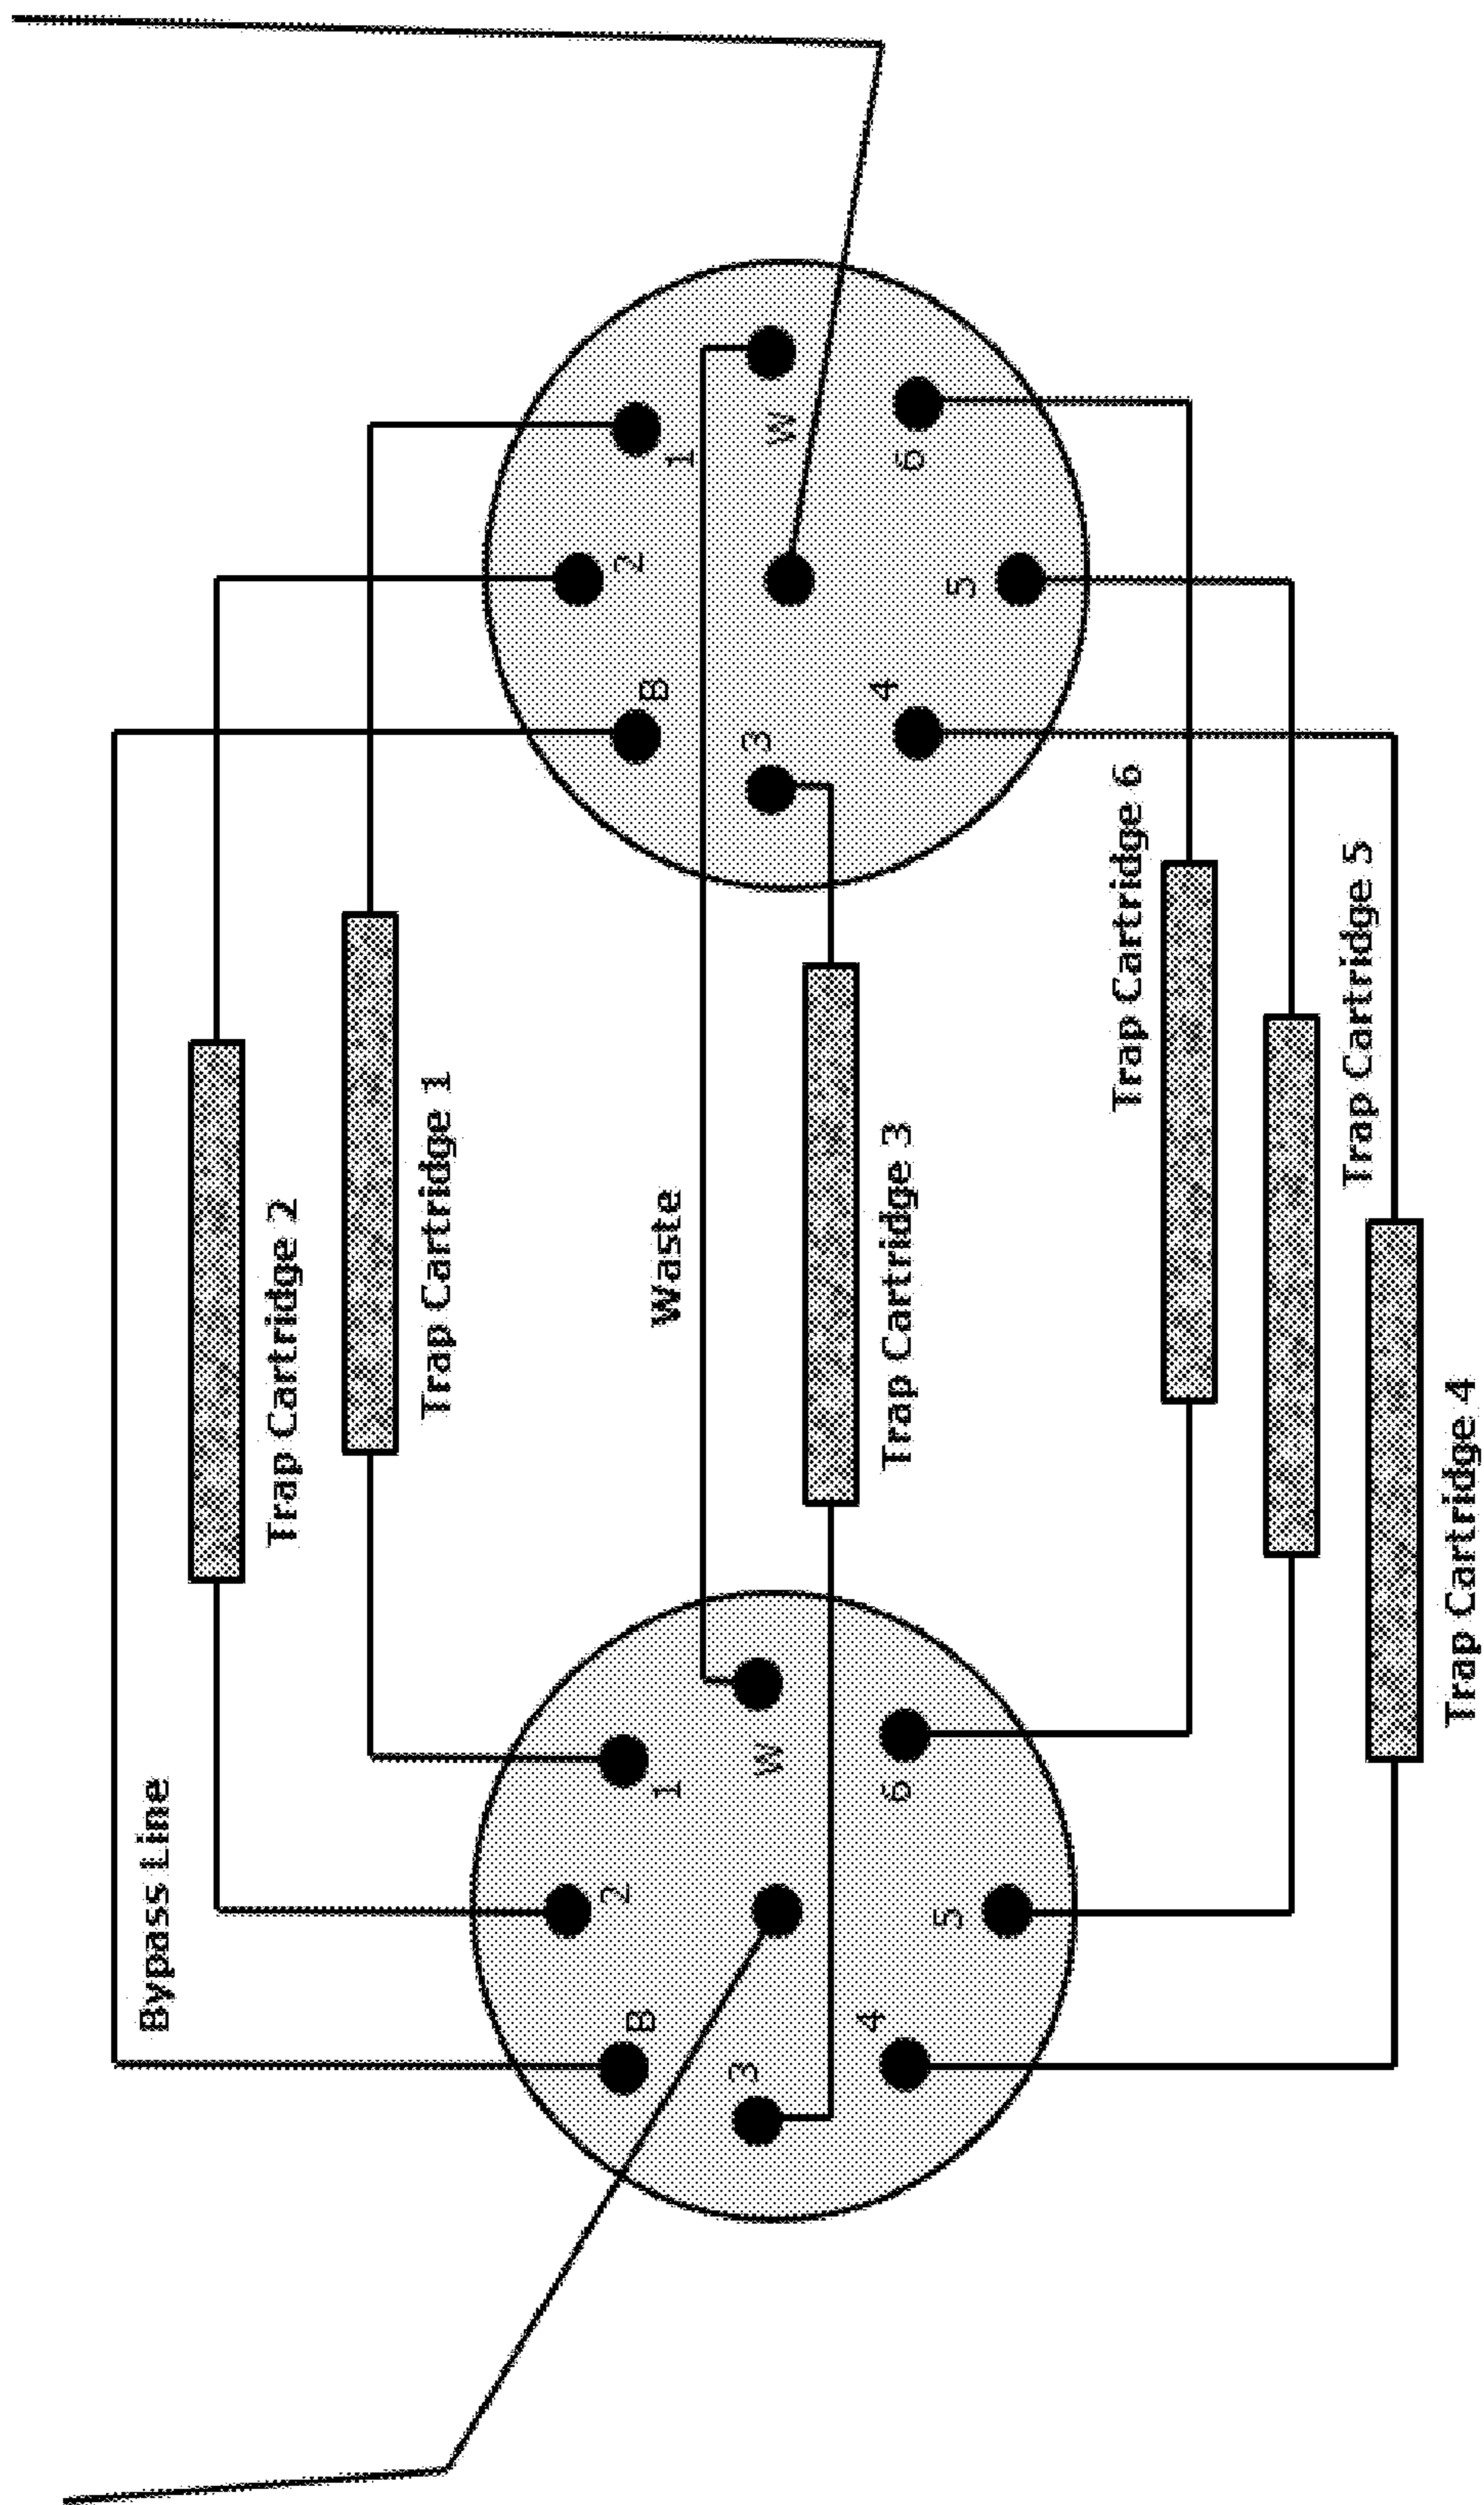 Bypass Line
Trap Cartridge 2
Trap Cartridge 1
Waste
Trap Cartridge 3
Trap Cartridge 6
Trap Cartridge 5
Trap Cartridge 4
1
2
B
3
4
5
6
W
1
2
B
3
4
5
6
W